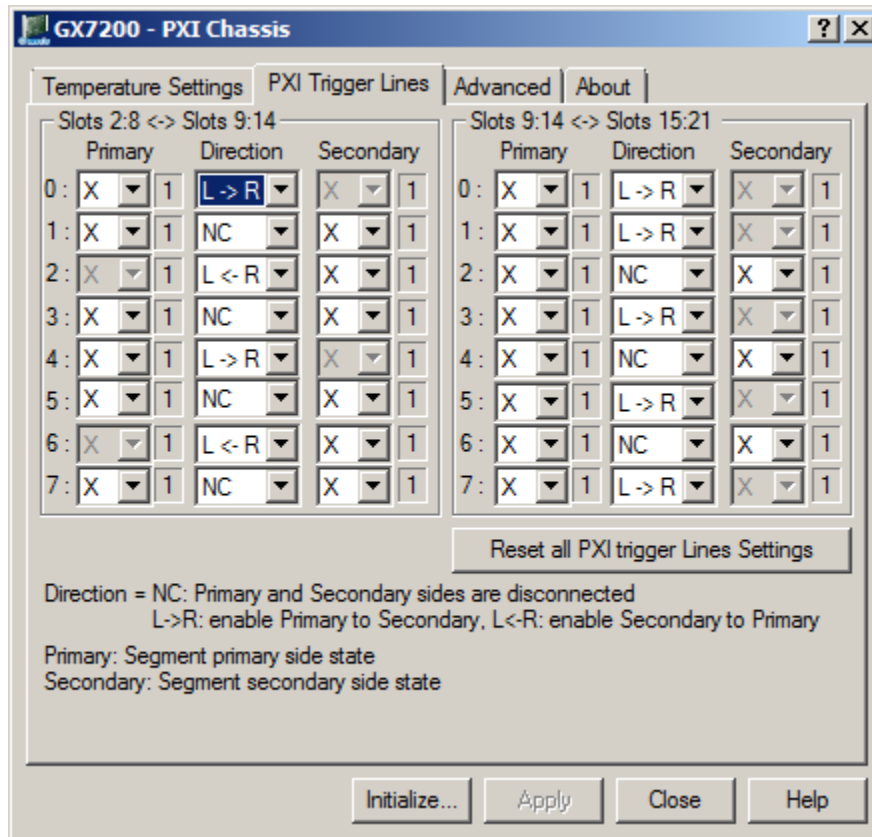 GX7200 - PXI Chassis
Temperature Settings PXI Trigger Lines Advanced About
Slots 2:8 <-> Slots 9:14 Slots 9:14 <-> Slots 15:21
Primary Direction Secondary Primary Direction Secondary
0 : X 1 L -> R X 1 0 : X 1 L -> R X 1
1 : X 1 NC X 1 1 : X 1 L -> R X 1
2 : X 1 L <- R X 1 2 : X 1 NC X 1
3 : X 1 NC X 1 3 : X 1 L -> R X 1
4 : X 1 L -> R X 1 4 : X 1 NC X 1
5 : X 1 NC X 1 5 : X 1 L -> R X 1
6 : X 1 L <- R X 1 6 : X 1 NC X 1
7 : X 1 NC X 1 7 : X 1 L -> R X 1
Reset all PXI trigger Lines Settings
Direction = NC: Primary and Secondary sides are disconnected
L->R: enable Primary to Secondary, L<-R: enable Secondary to Primary
Primary: Segment primary side state
Secondary: Segment secondary side state
Initialize... Apply Close Help